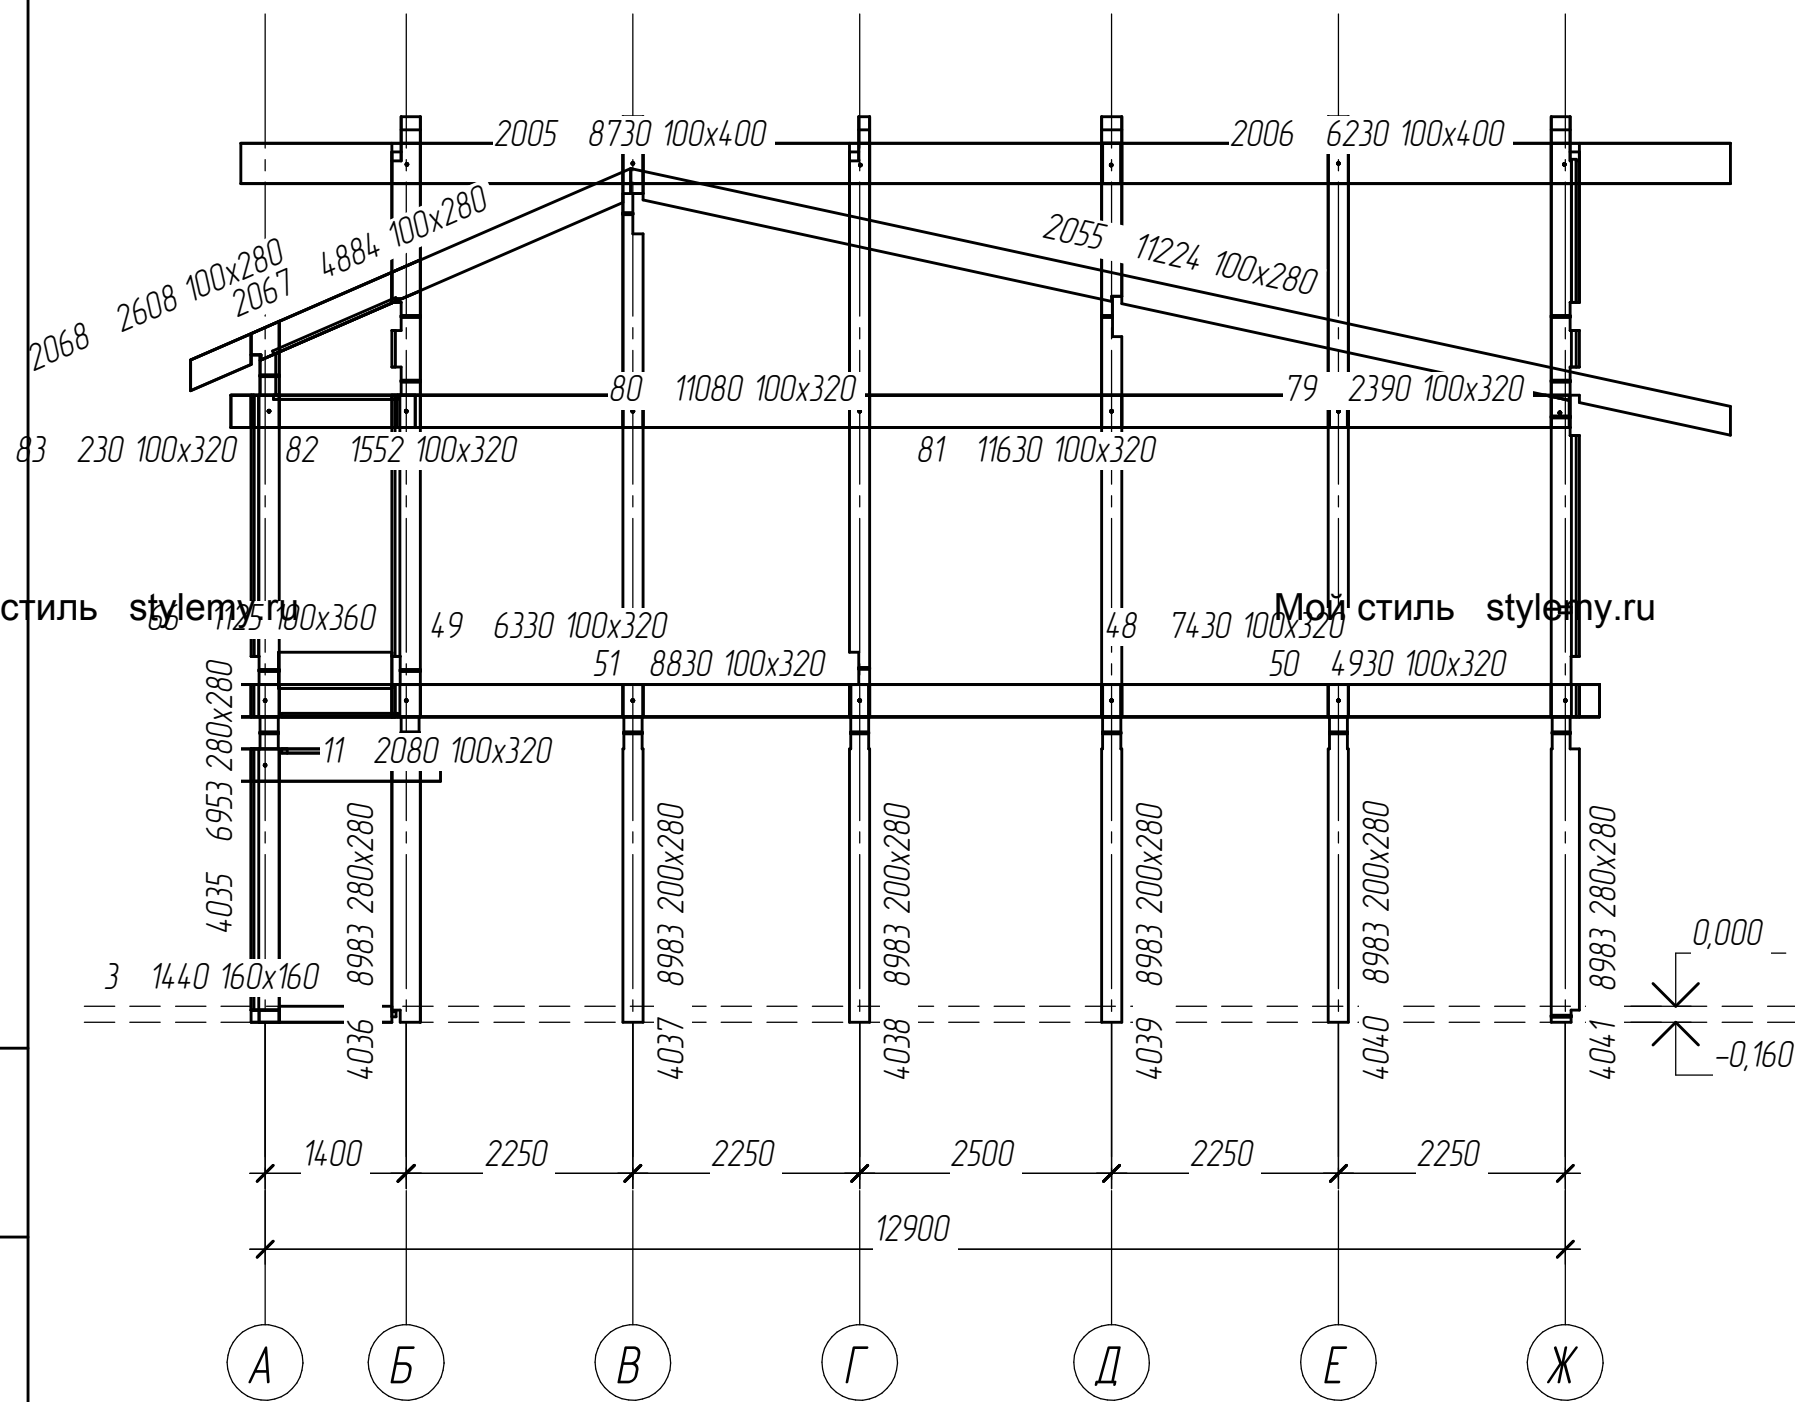 2005 8730 100x400
2006 6230 100x400
2068 2608 100x280
2067 4884 100x280
2055 11224 100x280
80 11080 100x320
79 2390 100x320
83 230 100x320
82 1552 100x320
81 11630 100x320
стиль stylemy.ru
Мой стиль stylemy.ru
1125 100x360
49 6330 100x320
48 7430 100x320
51 8830 100x320
50 4930 100x320
11 2080 100x320
4035 6953 280x280
3 1440 160x160
4036 8983 280x280
4037 8983 200x280
4038 8983 200x280
4039 8983 200x280
4040 8983 200x280
4041 8983 280x280
0,000
-0,160
1400 2250 2250 2500 2250 2250
12900
А Б В Г Д Е Ж